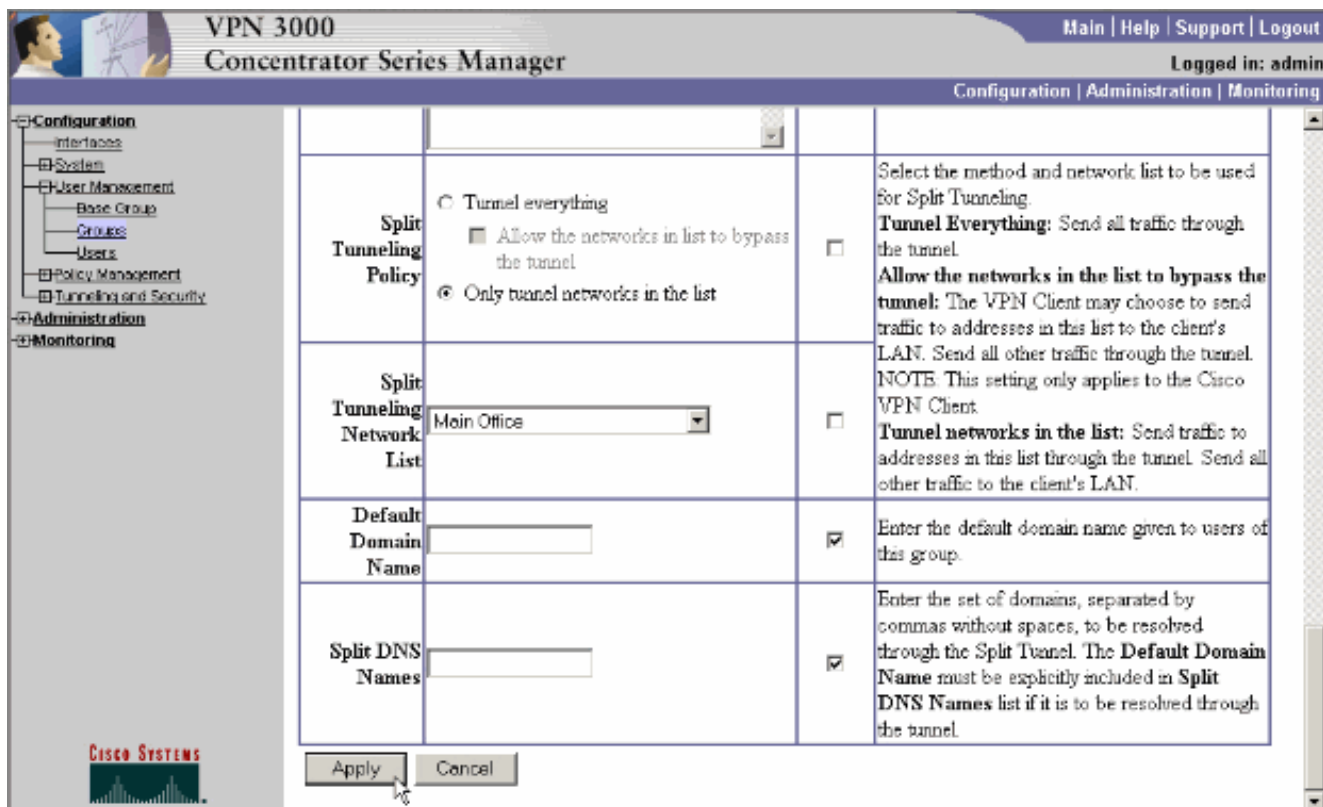 VPN 3000
Concentrator Series Manager
Main | Help | Support | Logout
Logged in: admin
Configuration | Administration | Monitoring
Configuration
Interfaces
System
User Management
Base Group
Groups
Users
Policy Management
Tunneling and Security
Administration
Monitoring
Split
Tunneling
Policy
Tunnel everything
Allow the networks in list to bypass
the tunnel
Only tunnel networks in the list
Select the method and network list to be used
for Split Tunneling.
Tunnel Everything: Send all traffic through
the tunnel.
Allow the networks in the list to bypass the
tunnel: The VPN Client may choose to send
traffic to addresses in this list to the client's
LAN. Send all other traffic through the tunnel.
NOTE: This setting only applies to the Cisco
VPN Client.
Tunnel networks in the list: Send traffic to
addresses in this list through the tunnel. Send all
other traffic to the client's LAN.
Split
Tunneling
Network
List
Main Office
Default
Domain
Name
Enter the default domain name given to users of
this group.
Split DNS
Names
Enter the set of domains, separated by
commas without spaces, to be resolved
through the Split Tunnel. The Default Domain
Name must be explicitly included in Split
DNS Names list if it is to be resolved through
the tunnel.
Apply
Cancel
CISCO SYSTEMS